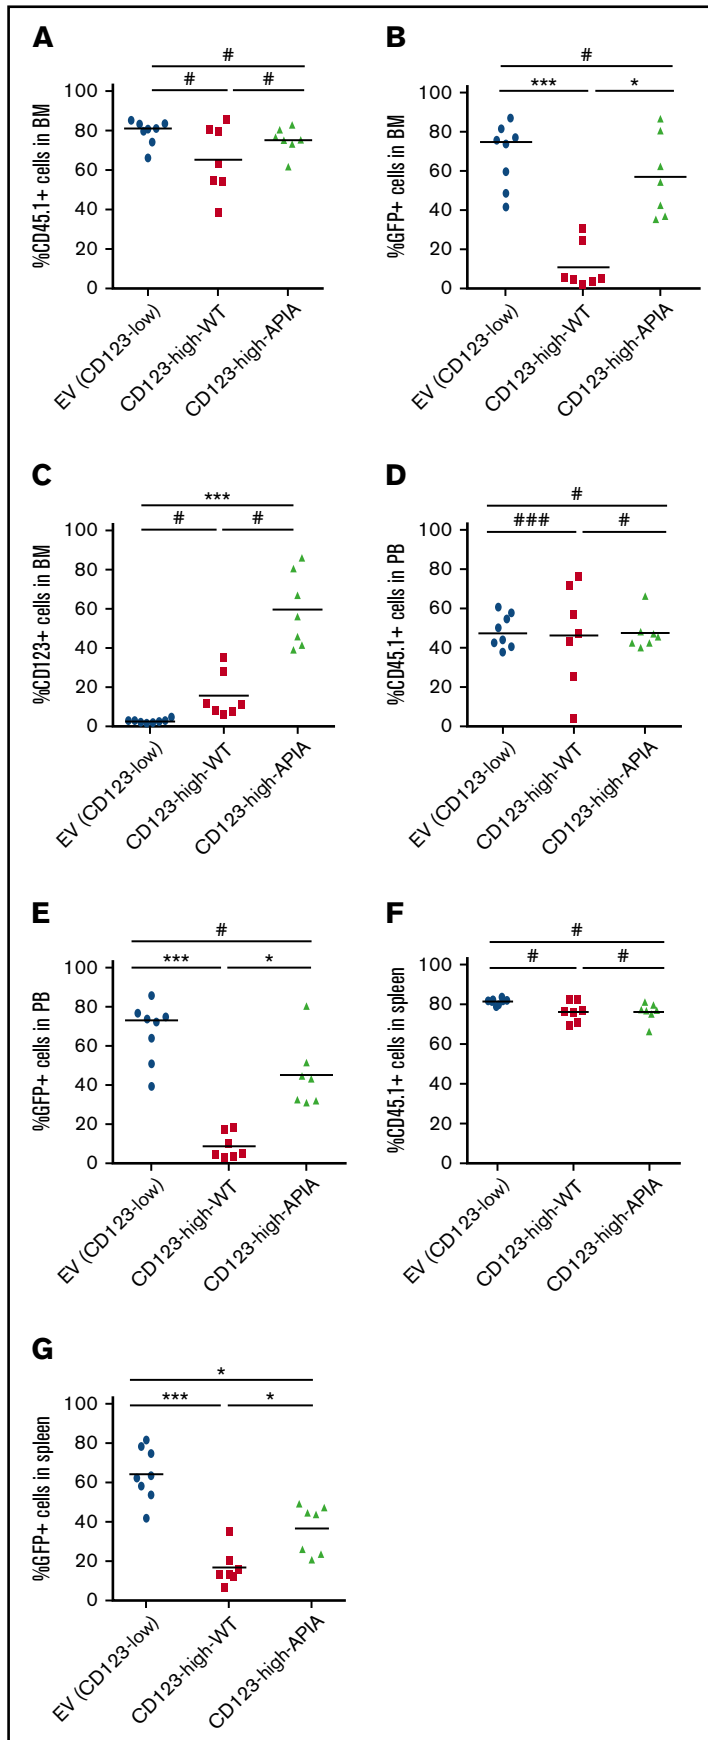 A
#
# #
100
80
60
40
20
0
%CD45.1+ cells in BM
EV (CD123-low)
CD123-high-WT
CD123-high-APIA
B
#
*** *
100
80
60
40
20
0
%GFP+ cells in BM
EV (CD123-low)
CD123-high-WT
CD123-high-APIA
C
***
# #
100
80
60
40
20
0
%CD123+ cells in BM
EV (CD123-low)
CD123-high-WT
CD123-high-APIA
D
#
### #
100
80
60
40
20
0
%CD45.1+ cells in PB
EV (CD123-low)
CD123-high-WT
CD123-high-APIA
E
#
*** *
100
80
60
40
20
0
%GFP+ cells in PB
EV (CD123-low)
CD123-high-WT
CD123-high-APIA
F
#
# #
100
80
60
40
20
0
%CD45.1+ cells in spleen
EV (CD123-low)
CD123-high-WT
CD123-high-APIA
G
*
*** *
100
80
60
40
20
0
%GFP+ cells in spleen
EV (CD123-low)
CD123-high-WT
CD123-high-APIA